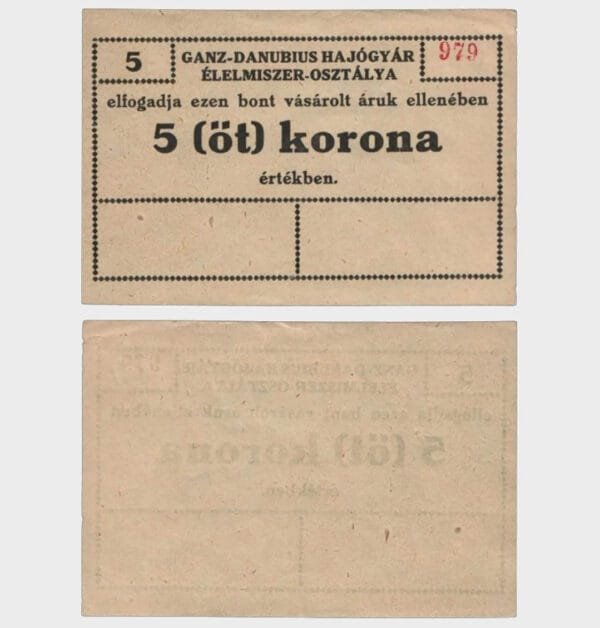 5
GANZ-DANUBIUS HAJÓGYÁR
ÉLELMISZER-OSZTÁLYA
979
elfogadja ezen bont vásárolt áruk ellenében
5 (öt) korona
értékben.